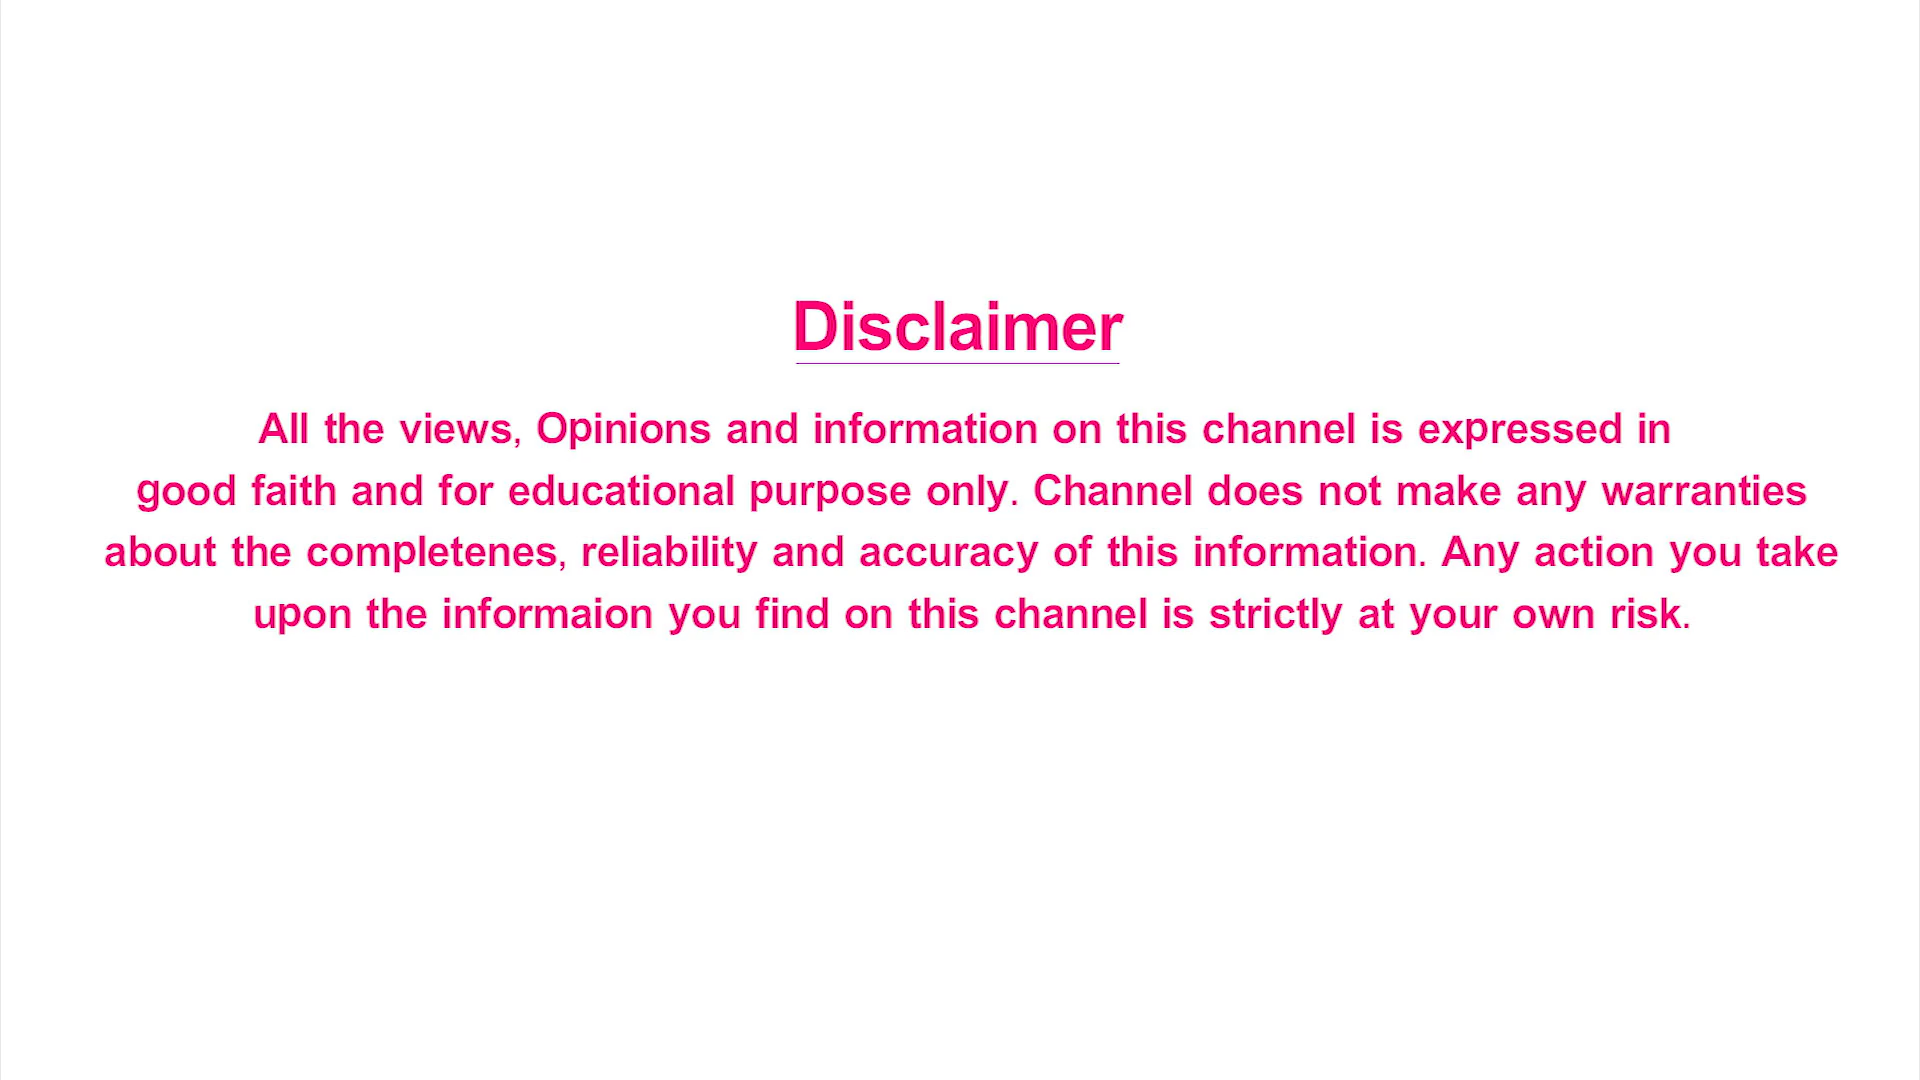 Disclaimer
All the views, Opinions and information on this channel is expressed in
good faith and for educational purpose only. Channel does not make any warranties
about the completenes, reliability and accuracy of this information. Any action you take
upon the informaion you find on this channel is strictly at your own risk.